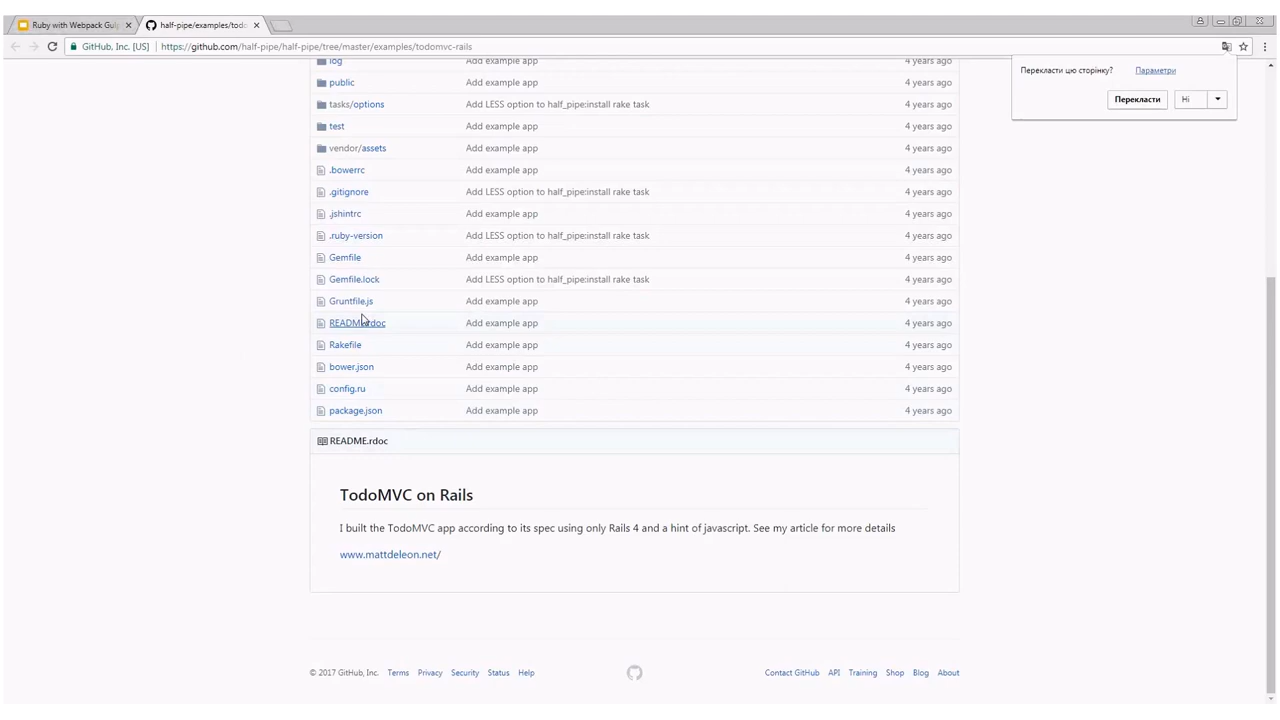 Ruby with Webpack Gul
half-pipe/examples/todo
GitHub, Inc. [US] https://github.com/half-pipe/half-pipe/tree/master/examples/todomvc-rails
Перекласти цю сторінку? Параметри
Перекласти Ні
log Add example app 4 years ago
public Add example app 4 years ago
tasks/options Add LESS option to half_pipe:install rake task 4 years ago
test Add example app 4 years ago
vendor/assets Add example app 4 years ago
.bowerrc Add example app 4 years ago
.gitignore Add LESS option to half_pipe:install rake task 4 years ago
.jshintrc Add example app 4 years ago
.ruby-version Add LESS option to half_pipe:install rake task 4 years ago
Gemfile Add example app 4 years ago
Gemfile.lock Add LESS option to half_pipe:install rake task 4 years ago
Gruntfile.js Add example app 4 years ago
README.rdoc Add example app 4 years ago
Rakefile Add example app 4 years ago
bower.json Add example app 4 years ago
config.ru Add example app 4 years ago
package.json Add example app 4 years ago
README.rdoc
TodoMVC on Rails
I built the TodoMVC app according to its spec using only Rails 4 and a hint of javascript. See my article for more details
www.mattdeleon.net/
© 2017 GitHub, Inc. Terms Privacy Security Status Help Contact GitHub API Training Shop Blog About